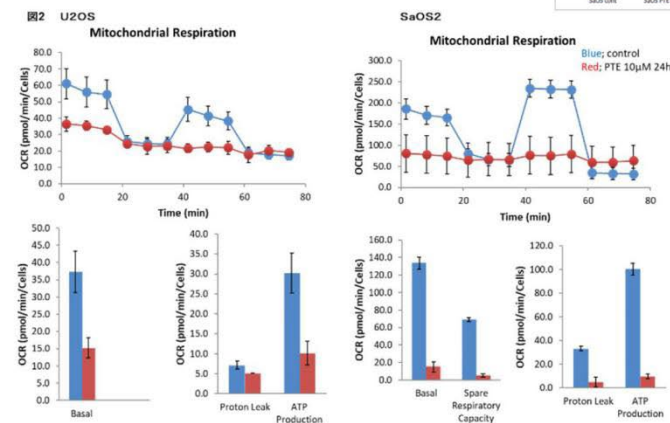 SaOS cont SaOS PTE
図2 U2OS
Mitochondrial Respiration
OCR (pmol/min/Cells)
70.0
60.0
50.0
40.0
30.0
20.0
10.0
0.0
0 20 40 60 80
Time (min)
SaOS2
Mitochondrial Respiration
Blue; control
Red; PTE 10μM 24h
OCR (pmol/min/Cells)
300.0
250.0
200.0
150.0
100.0
50.0
0.0
0 20 40 60 80
Time (min)
OCR (pmol/min/Cells)
50.0
45.0
40.0
35.0
30.0
25.0
20.0
15.0
10.0
5.0
0.0
Basal
OCR (pmol/min/Cells)
40.0
35.0
30.0
25.0
20.0
15.0
10.0
5.0
0.0
Proton Leak
ATP
Production
OCR (pmol/min/Cells)
160.0
140.0
120.0
100.0
80.0
60.0
40.0
20.0
0.0
Basal
Spare
Respiratory
Capacity
OCR (pmol/min/Cells)
120.0
100.0
80.0
60.0
40.0
20.0
0.0
Proton Leak
ATP
Production